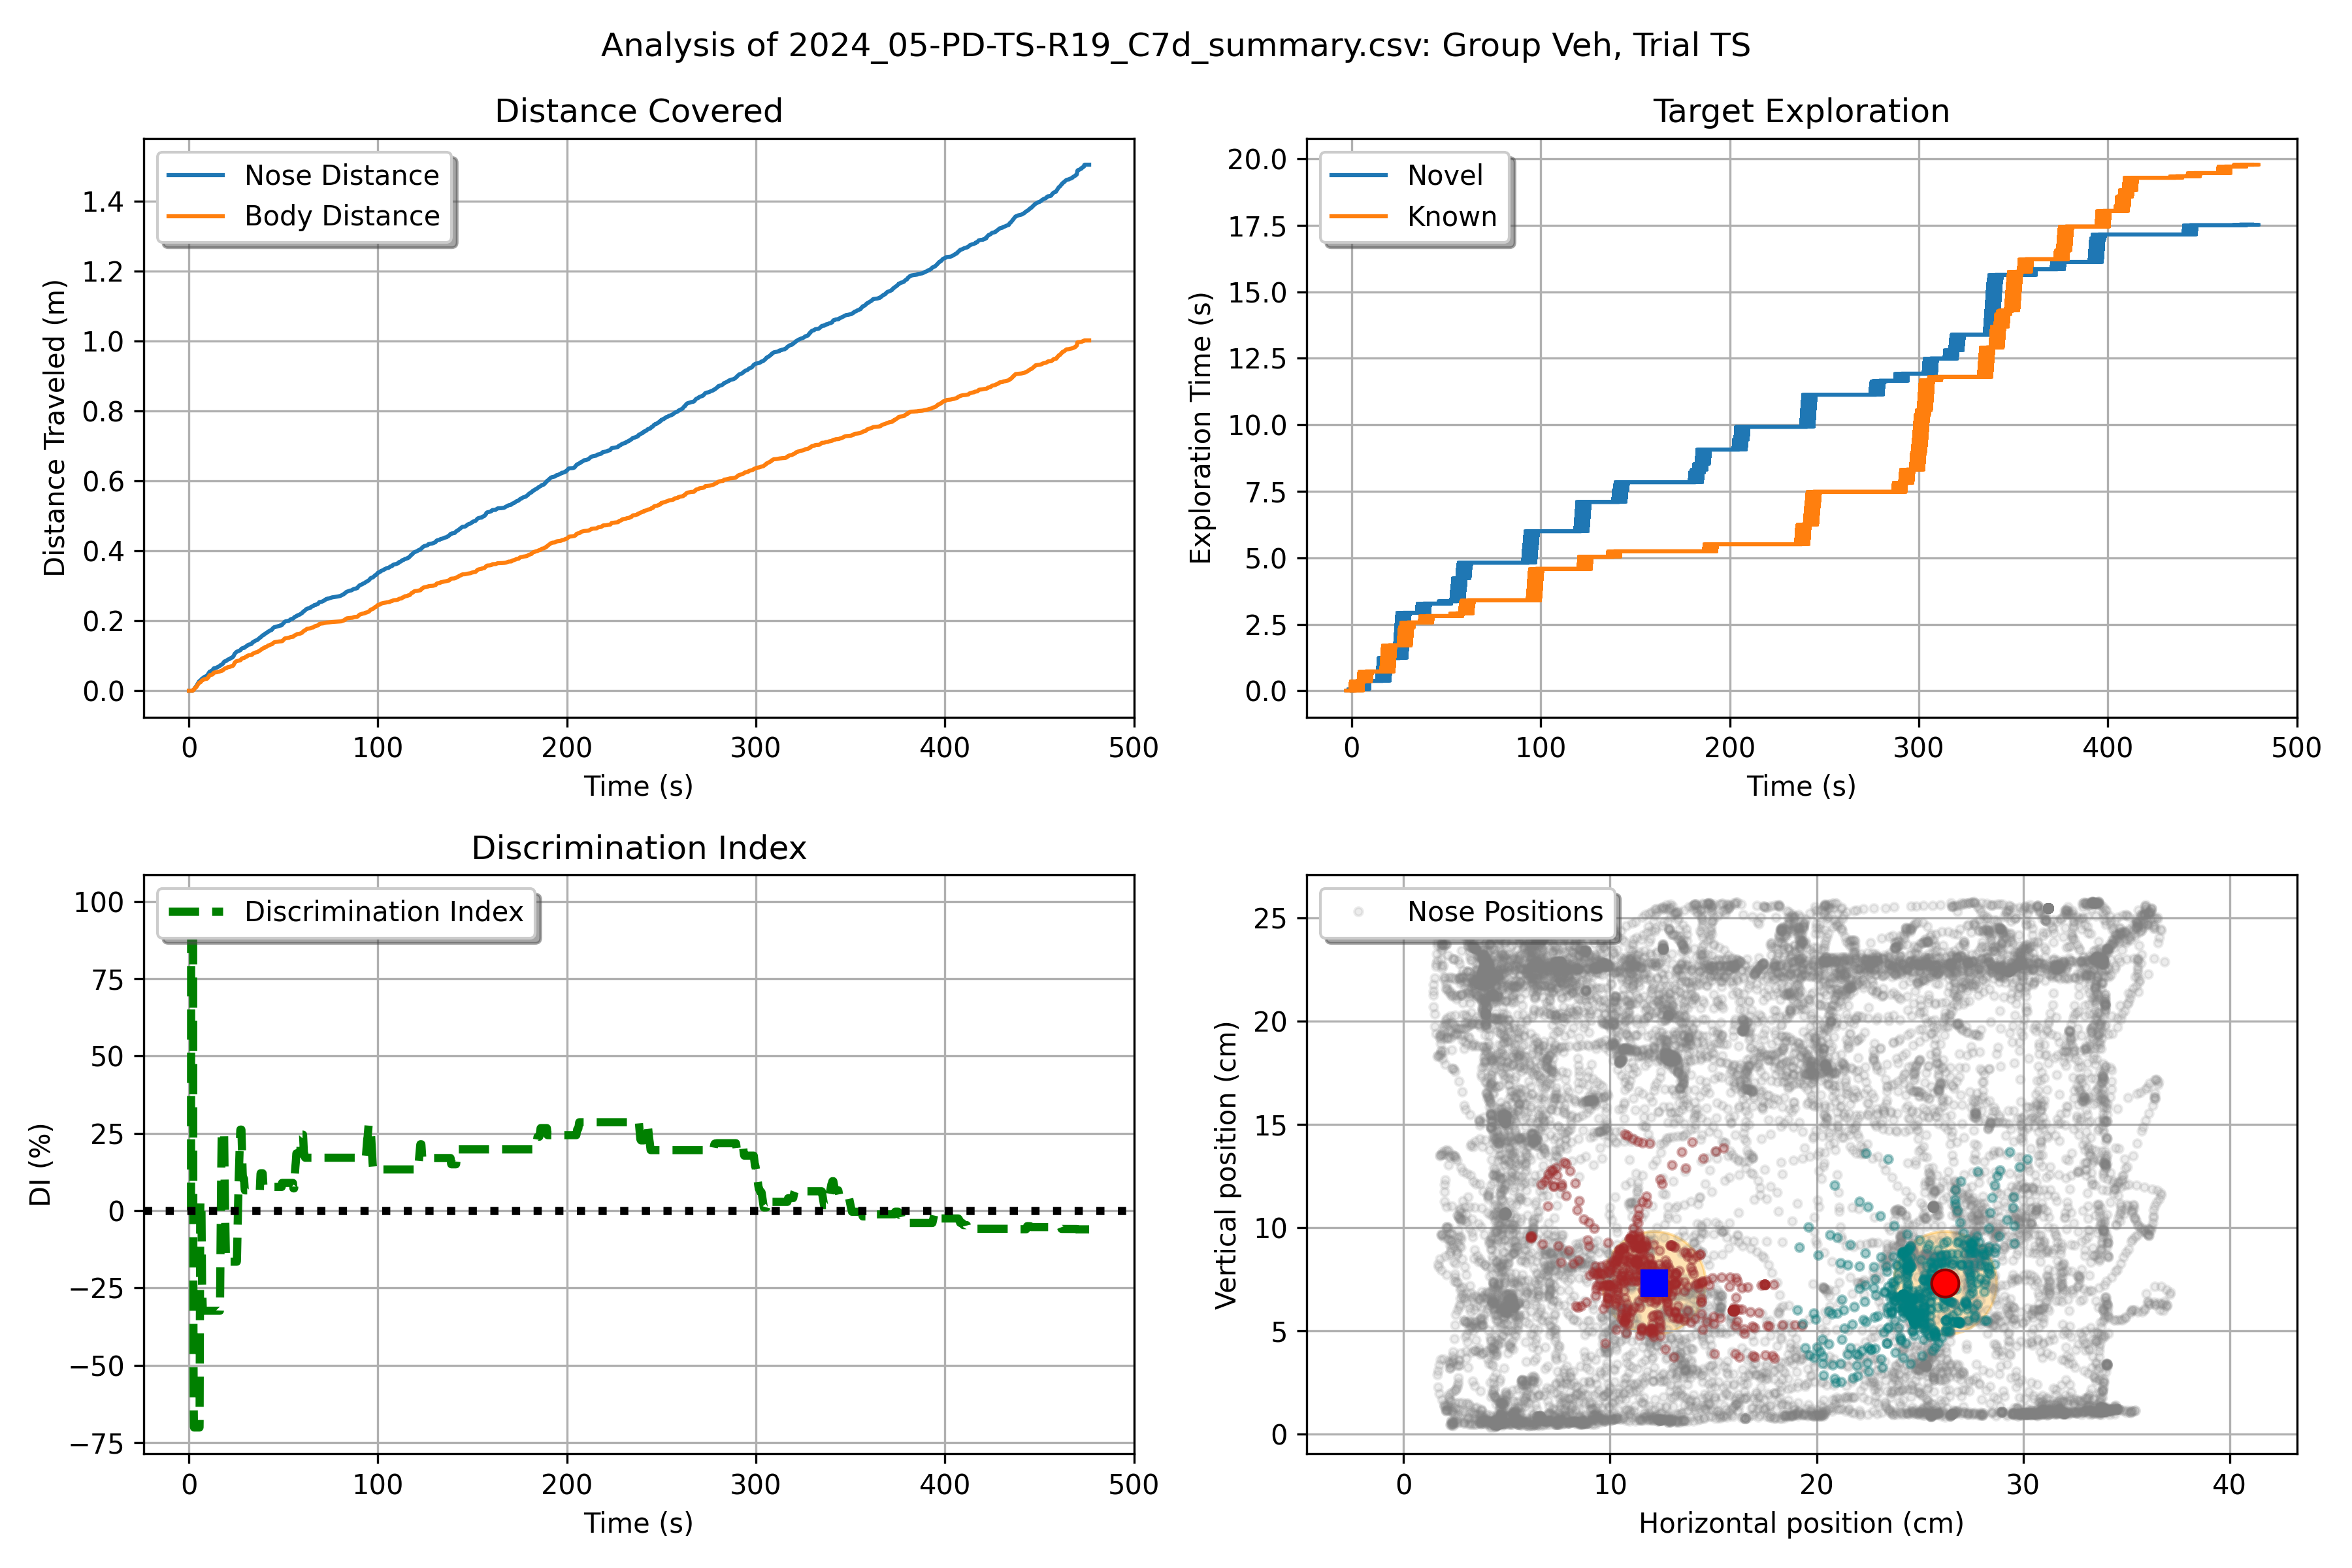 Analysis of 2024_05-PD-TS-R19_C7d_summary.csv: Group Veh, Trial TS
Distance Covered
Nose Distance
Body Distance
Distance Traveled (m)
1.4
1.2
1.0
0.8
0.6
0.4
0.2
0.0
0 100 200 300 400 500
Time (s)
Target Exploration
Novel
Known
Exploration Time (s)
20.0
17.5
15.0
12.5
10.0
7.5
5.0
2.5
0.0
0 100 200 300 400 500
Time (s)
Discrimination Index
Discrimination Index
DI (%)
100
75
50
25
0
−25
−50
−75
0 100 200 300 400 500
Time (s)
Nose Positions
Vertical position (cm)
25
20
15
10
5
0
0 10 20 30 40
Horizontal position (cm)